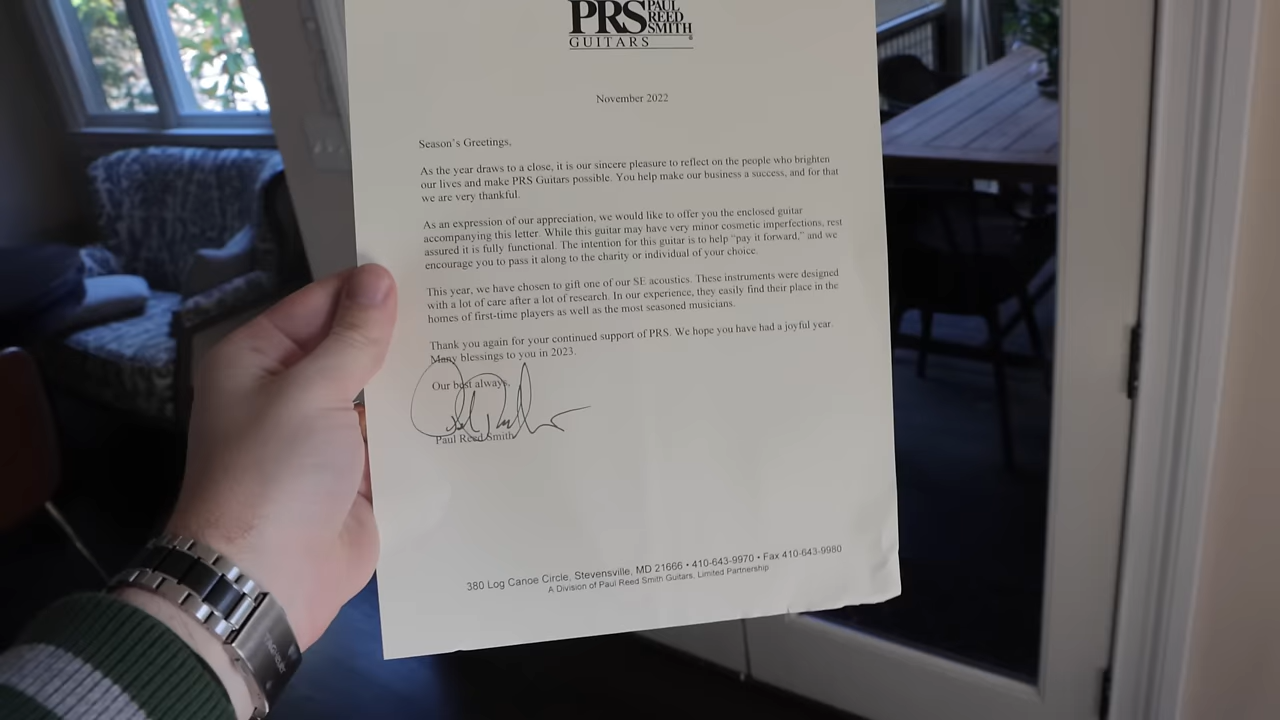 PRS PAUL
REED
SMITH
GUITARS
November 2022
Season's Greetings,
As the year draws to a close, it is our sincere pleasure to reflect on the people who brighten
our lives and make PRS Guitars possible. You help make our business a success, and for that
we are very thankful.
As an expression of our appreciation, we would like to offer you the enclosed guitar
accompanying this letter. While this guitar may have very minor cosmetic imperfections, rest
assured it is fully functional. The intention for this guitar is to help "pay it forward," and we
encourage you to pass it along to the charity or individual of your choice.
This year, we have chosen to gift one of our SE acoustics. These instruments were designed
with a lot of care after a lot of research. In our experience, they easily find their place in the
homes of first-time players as well as the most seasoned musicians.
Thank you again for your continued support of PRS. We hope you have had a joyful year.
Many blessings to you in 2023.
Our best always,
Paul Reed Smith
380 Log Canoe Circle, Stevensville, MD 21666 • 410-643-9970 • Fax 410-643-9980
A Division of Paul Reed Smith Guitars, Limited Partnership